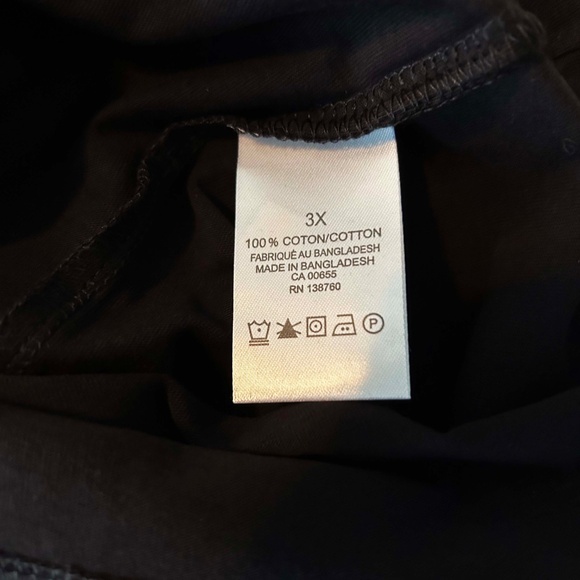 3X
100% COTON/COTTON
FABRIQUÉ AU BANGLADESH
MADE IN BANGLADESH
CA 00655
RN 138760
P